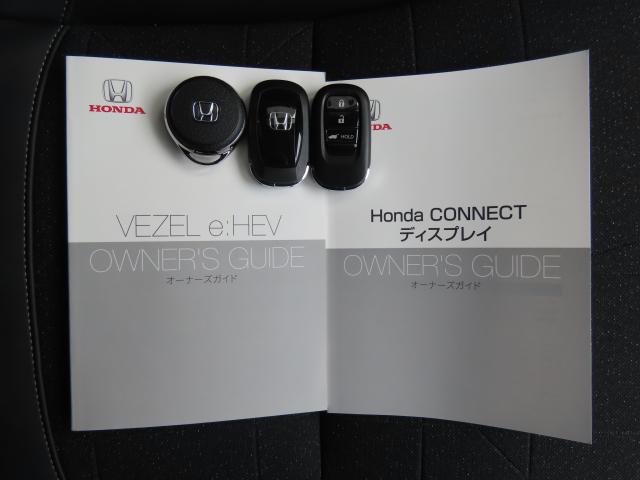 HONDA
VEZEL e:HEV
OWNER'S GUIDE
オーナーズガイド
HOLD
Honda CONNECT
ディスプレイ
OWNER'S GUIDE
オーナーズガイド